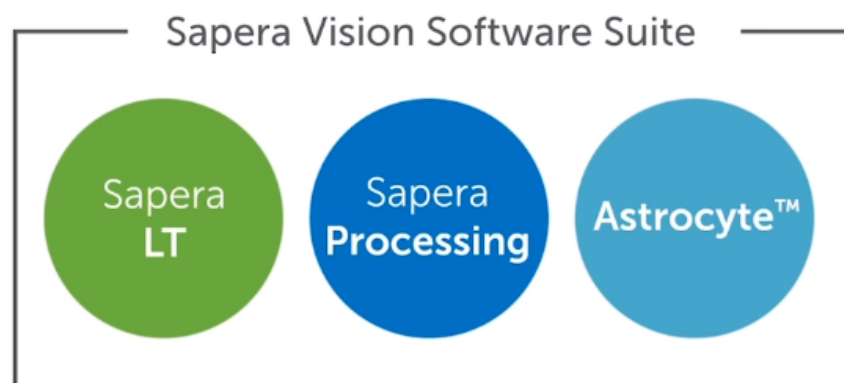 Sapera Vision Software Suite
Sapera
LT
Sapera
Processing
Astrocyte™